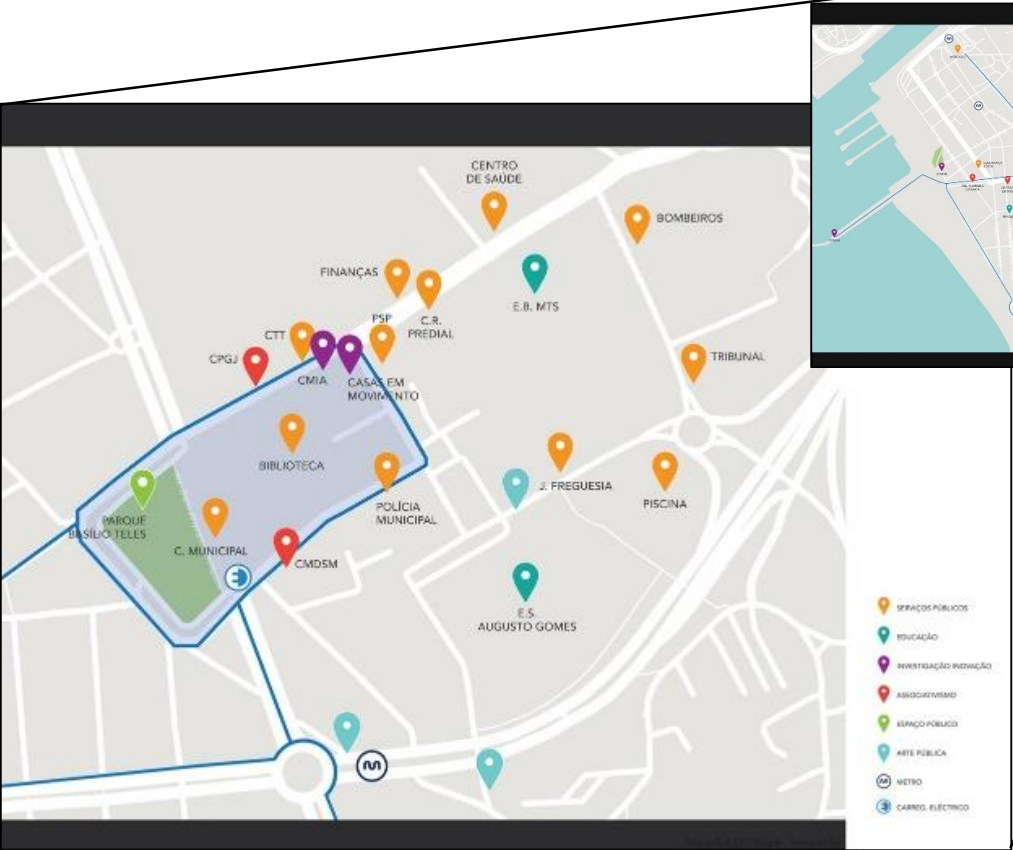 CENTRO
DE SAÚDE
BOMBEIROS
FINANÇAS
E.B. MTS
PSP
C.R.
PREDIAL
CTT
CPGJ
TRIBUNAL
CMIA
CASAS EM
MOVIMENTO
BIBLIOTECA
J. FREGUESIA
PISCINA
POLÍCIA
MUNICIPAL
PARQUE
BASÍLIO TELES
C. MUNICIPAL
CMDSM
E.S.
AUGUSTO GOMES
SERVIÇOS PÚBLICOS
EDUCAÇÃO
INVESTIGAÇÃO INOVAÇÃO
ASSOCIATIVISMO
ESPAÇO PÚBLICO
ARTE PÚBLICA
METRO
CARREG. ELÉCTRICO